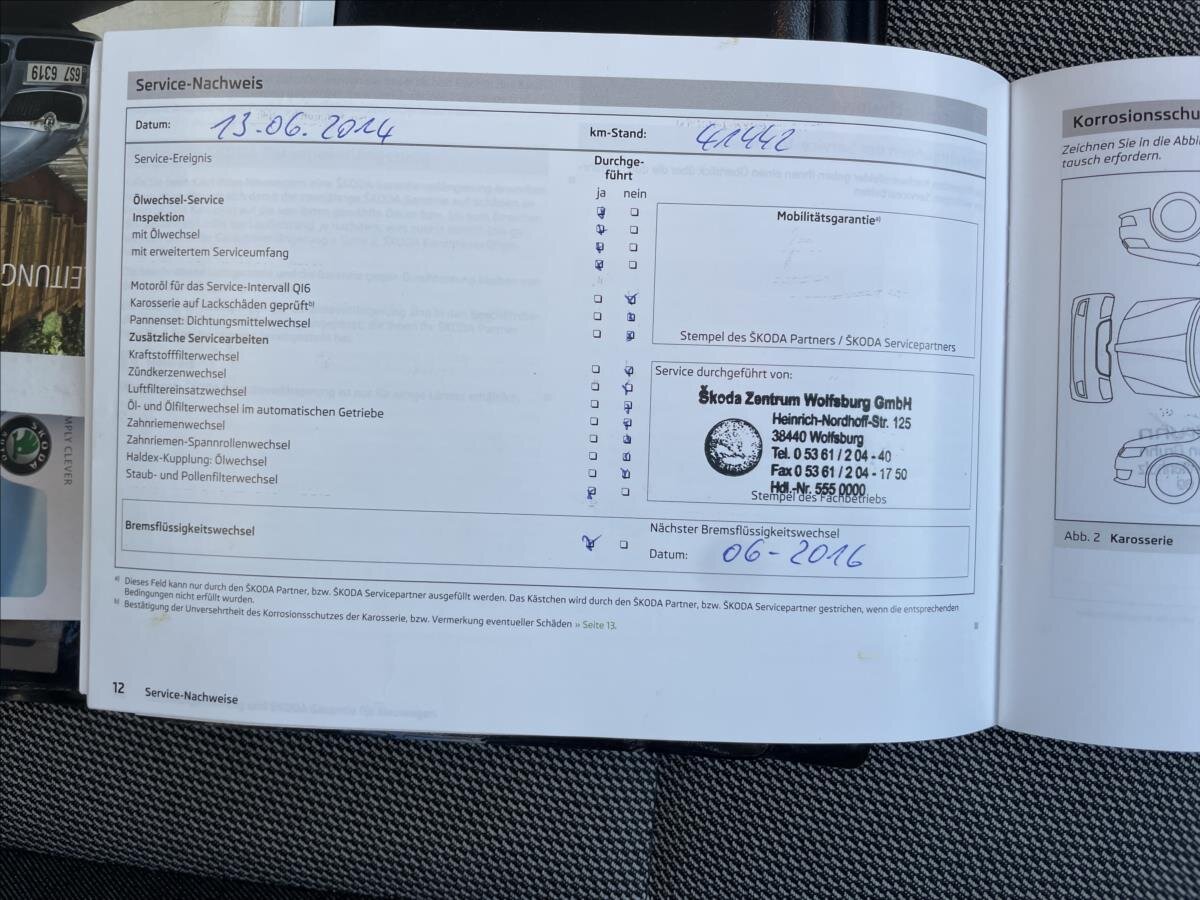 Service-Nachweis
Datum: 13.06.2014
km-Stand: 41442
Service-Ereignis
Durchge-
führt
ja nein
Ölwechsel-Service
Inspektion
mit Ölwechsel
mit erweitertem Serviceumfang
Motoröl für das Service-Intervall QI6
Karosserie auf Lackschäden geprüft b)
Pannenset: Dichtungsmittelwechsel
Zusätzliche Servicearbeiten
Kraftstofffilterwechsel
Zündkerzenwechsel
Luftfiltereinsatzwechsel
Öl- und Ölfilterwechsel im automatischen Getriebe
Zahnriemenwechsel
Zahnriemen-Spannrollenwechsel
Haldex-Kupplung: Ölwechsel
Staub- und Pollenfilterwechsel
Mobilitätsgarantie a)
Stempel des ŠKODA Partners / ŠKODA Servicepartners
Service durchgeführt von:
Škoda Zentrum Wolfsburg GmbH
Heinrich-Nordhoff-Str. 125
38440 Wolfsburg
Tel. 0 53 61 / 2 04 - 40
Fax 0 53 61 / 2 04 - 17 50
Hdl.-Nr. 555 0000
Stempel des Fachbetriebs
Bremsflüssigkeitswechsel
Nächster Bremsflüssigkeitswechsel
Datum: 06-2016
a) Dieses Feld kann nur durch den ŠKODA Partner, bzw. ŠKODA Servicepartner ausgefüllt werden. Das Kästchen wird durch den ŠKODA Partner, bzw. ŠKODA Servicepartner gestrichen, wenn die entsprechenden
Bedingungen nicht erfüllt wurden.
b) Bestätigung der Unversehrtheit des Korrosionsschutzes der Karosserie, bzw. Vermerkung eventueller Schäden » Seite 13.
12 Service-Nachweise
Korrosionsschu
Zeichnen Sie in die Abbil
tausch erfordern.
Abb. 2 Karosserie
6S7 6319
EITUNG
SKODA
AUTO
MPLY CLEVER